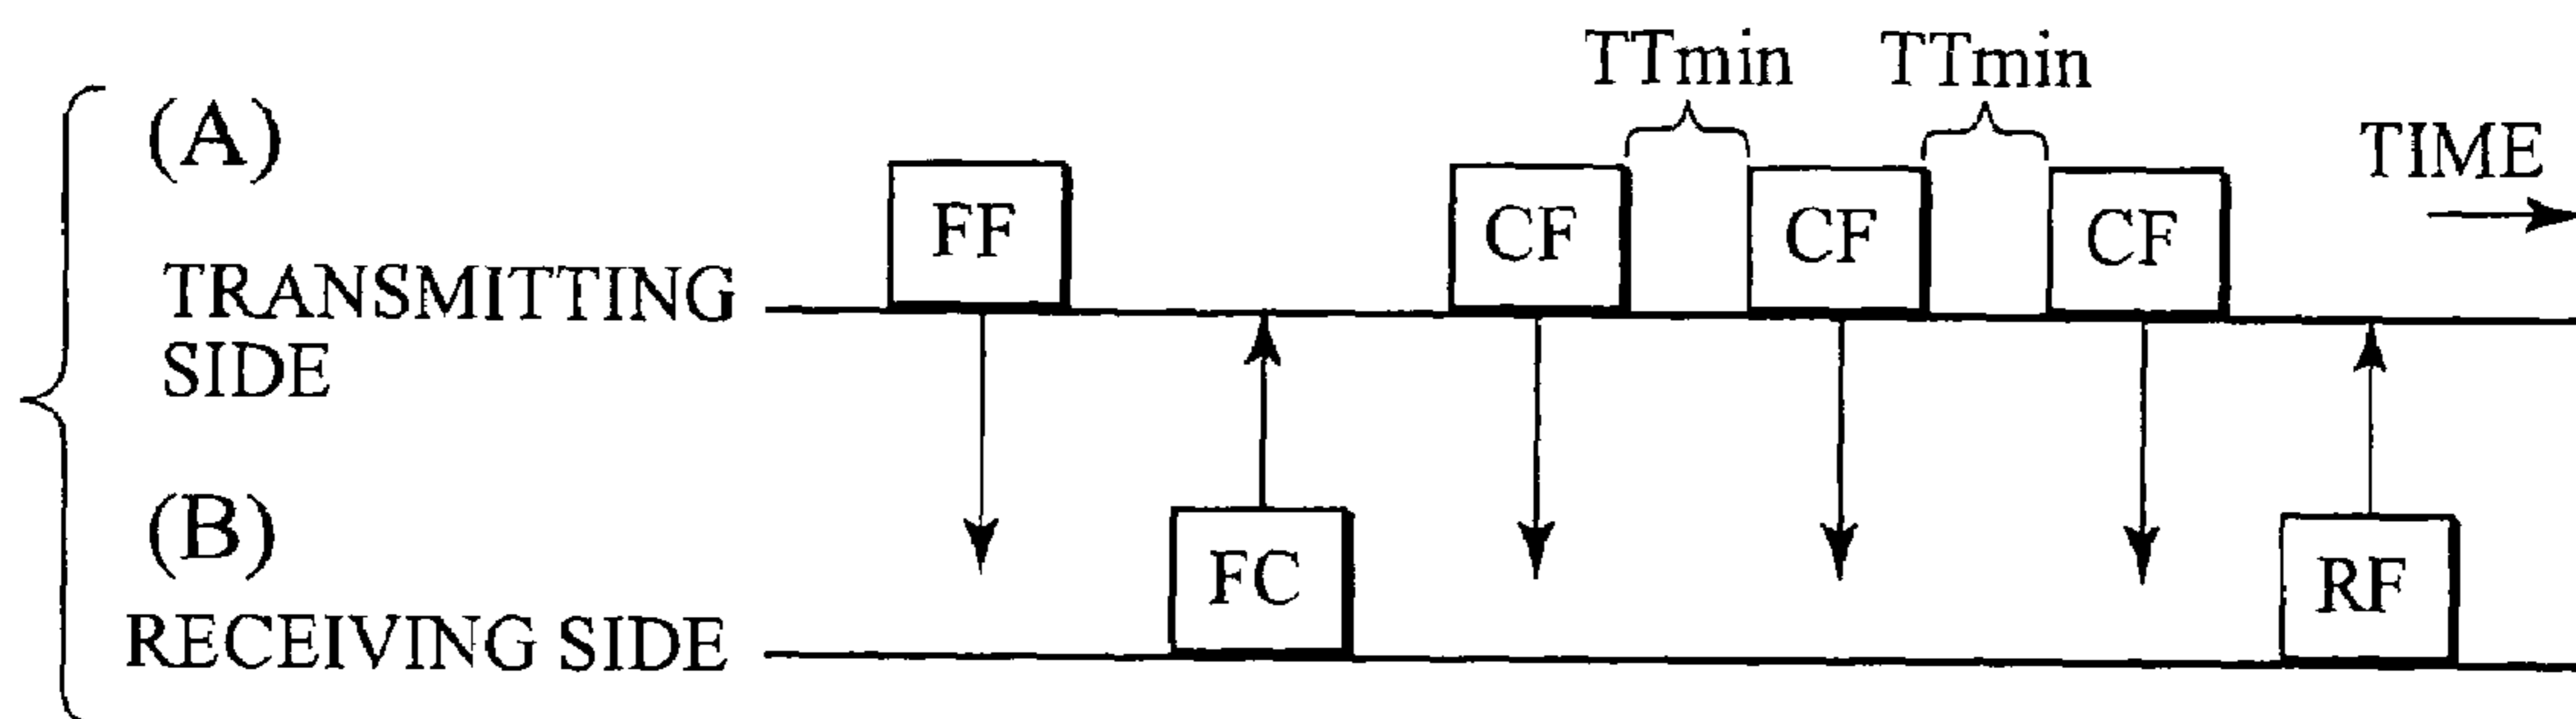 TTmin TTmin
(A)
TIME
FF CF CF CF
TRANSMITTING
SIDE
(B)
FC RF
RECEIVING SIDE